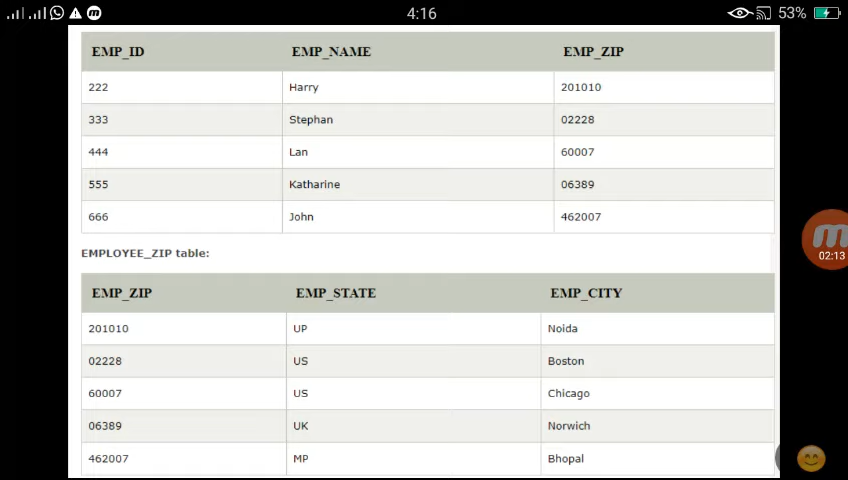 4:16
53%
EMP_ID EMP_NAME EMP_ZIP
222 Harry 201010
333 Stephan 02228
444 Lan 60007
555 Katharine 06389
666 John 462007
02:13
EMPLOYEE_ZIP table:
EMP_ZIP EMP_STATE EMP_CITY
201010 UP Noida
02228 US Boston
60007 US Chicago
06389 UK Norwich
462007 MP Bhopal